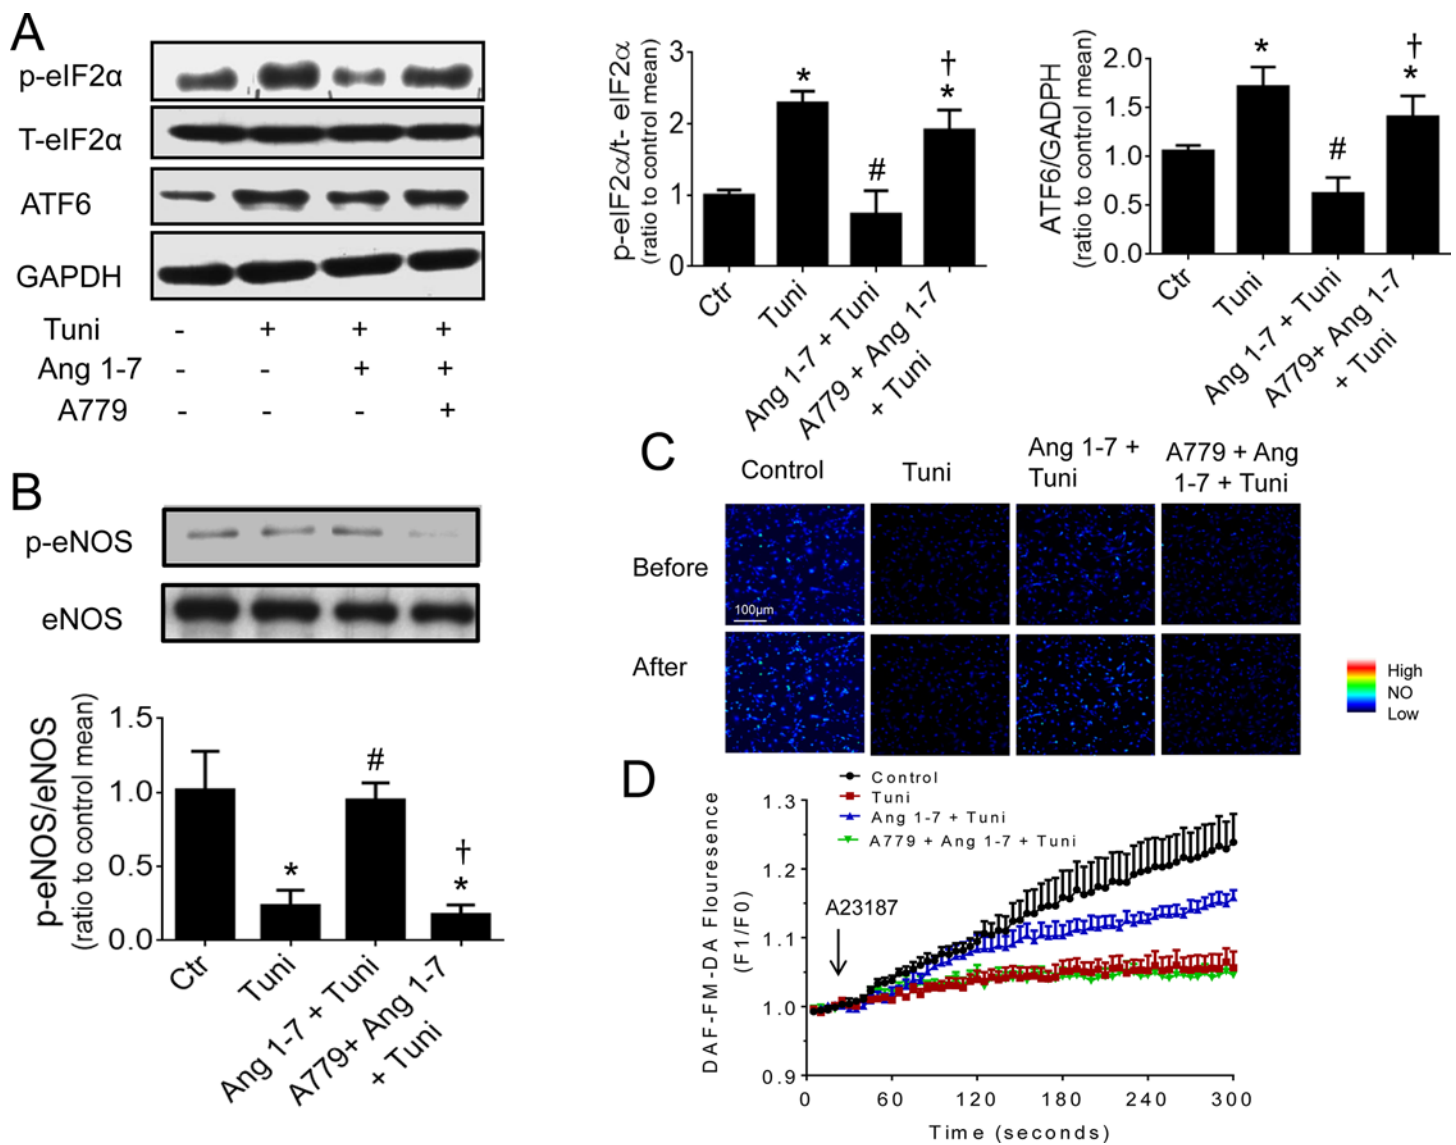 A
p-eIF2α
T-eIF2α
ATF6
GAPDH
Tuni - + + +
Ang 1-7 - - + +
A779 - - - +
p-eIF2α/t- eIF2α
(ratio to control mean)
3
2
1
0
†
*
*
#
Ctr
Tuni
Ang 1-7 + Tuni
A779 + Ang 1-7
+ Tuni
ATF6/GADPH
(ratio to control mean)
2.0
1.5
1.0
0.5
0.0
*
†
*
#
Ctr
Tuni
Ang 1-7 + Tuni
A779+ Ang 1-7
+ Tuni
B
p-eNOS
eNOS
p-eNOS/eNOS
(ratio to control mean)
1.5
1.0
0.5
0.0
#
†
*
*
Ctr
Tuni
Ang 1-7 + Tuni
A779+ Ang 1-7
+ Tuni
C
Control
Tuni
Ang 1-7 +
Tuni
A779 + Ang
1-7 + Tuni
Before
100µm
After
High
NO
Low
D
Control
Tuni
Ang 1-7 + Tuni
A779 + Ang 1-7 + Tuni
DAF-FM-DA Flouresence
(F1/F0)
1.3
1.2
1.1
1.0
0.9
A23187
0 60 120 180 240 300
Time (seconds)